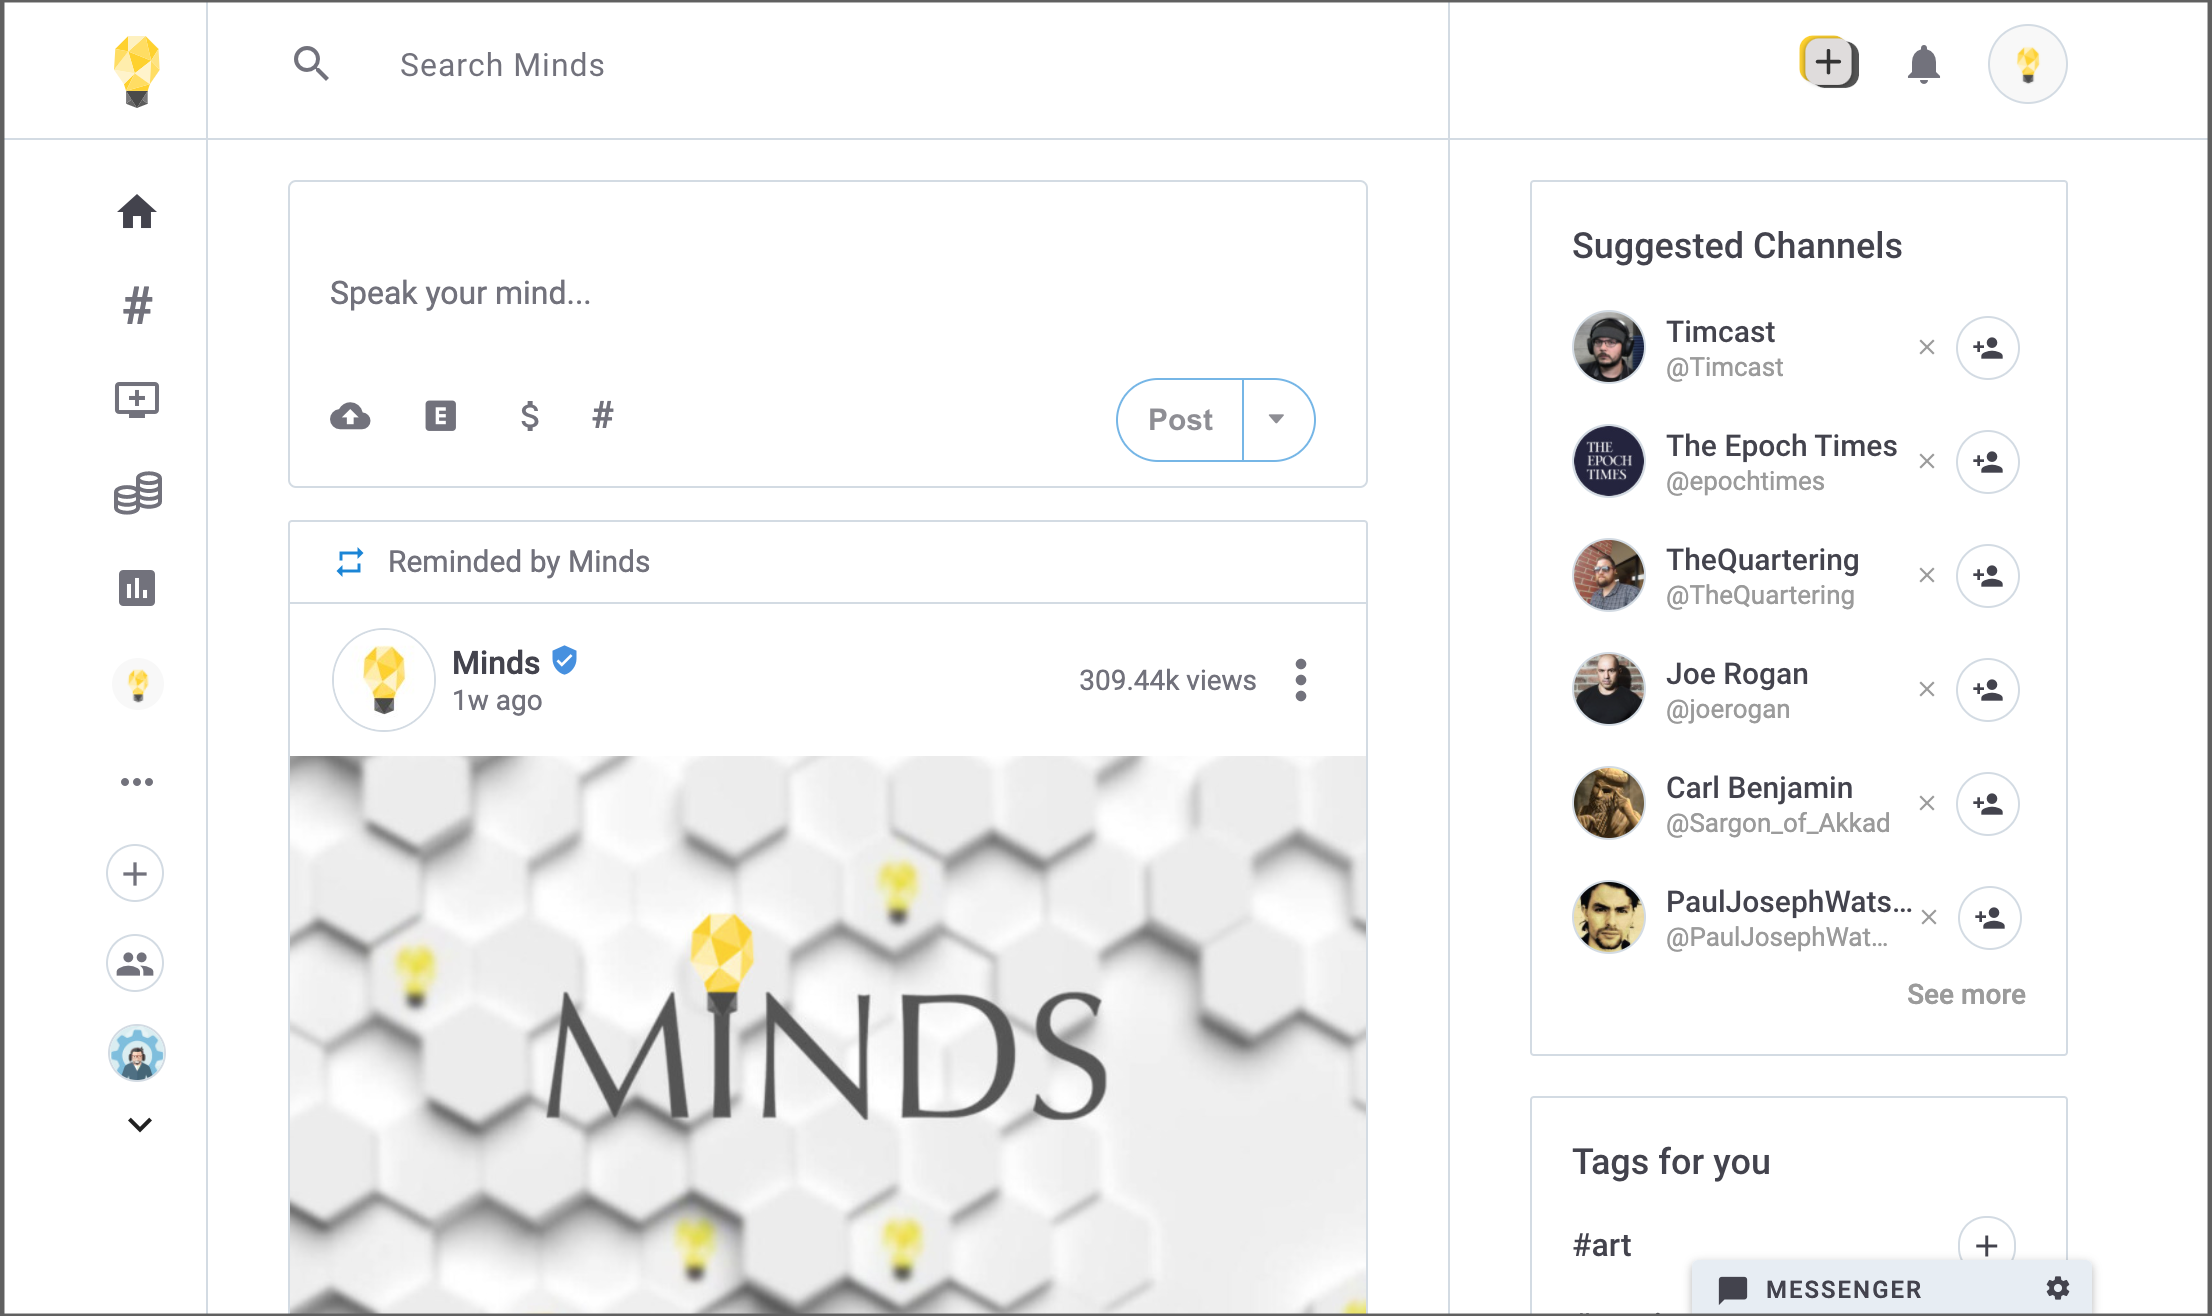 Search Minds
Speak your mind...
E
$
#
Post
Reminded by Minds
Minds
1w ago
309.44k views
MINDS
Suggested Channels
Timcast
@Timcast
THE
EPOCH
TIMES
The Epoch Times
@epochtimes
TheQuartering
@TheQuartering
Joe Rogan
@joerogan
Carl Benjamin
@Sargon_of_Akkad
PaulJosephWats...
@PaulJosephWat...
See more
Tags for you
#art
MESSENGER